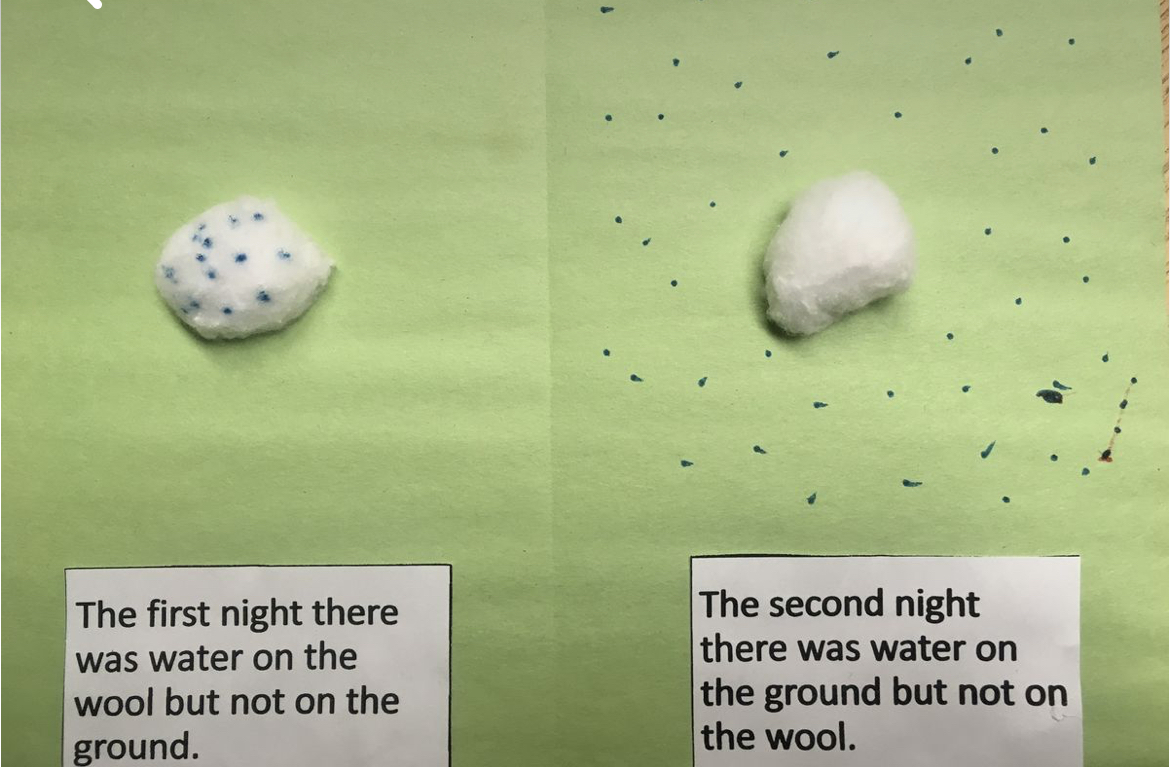 The first night there
was water on the
wool but not on the
ground.
The second night
there was water on
the ground but not on
the wool.